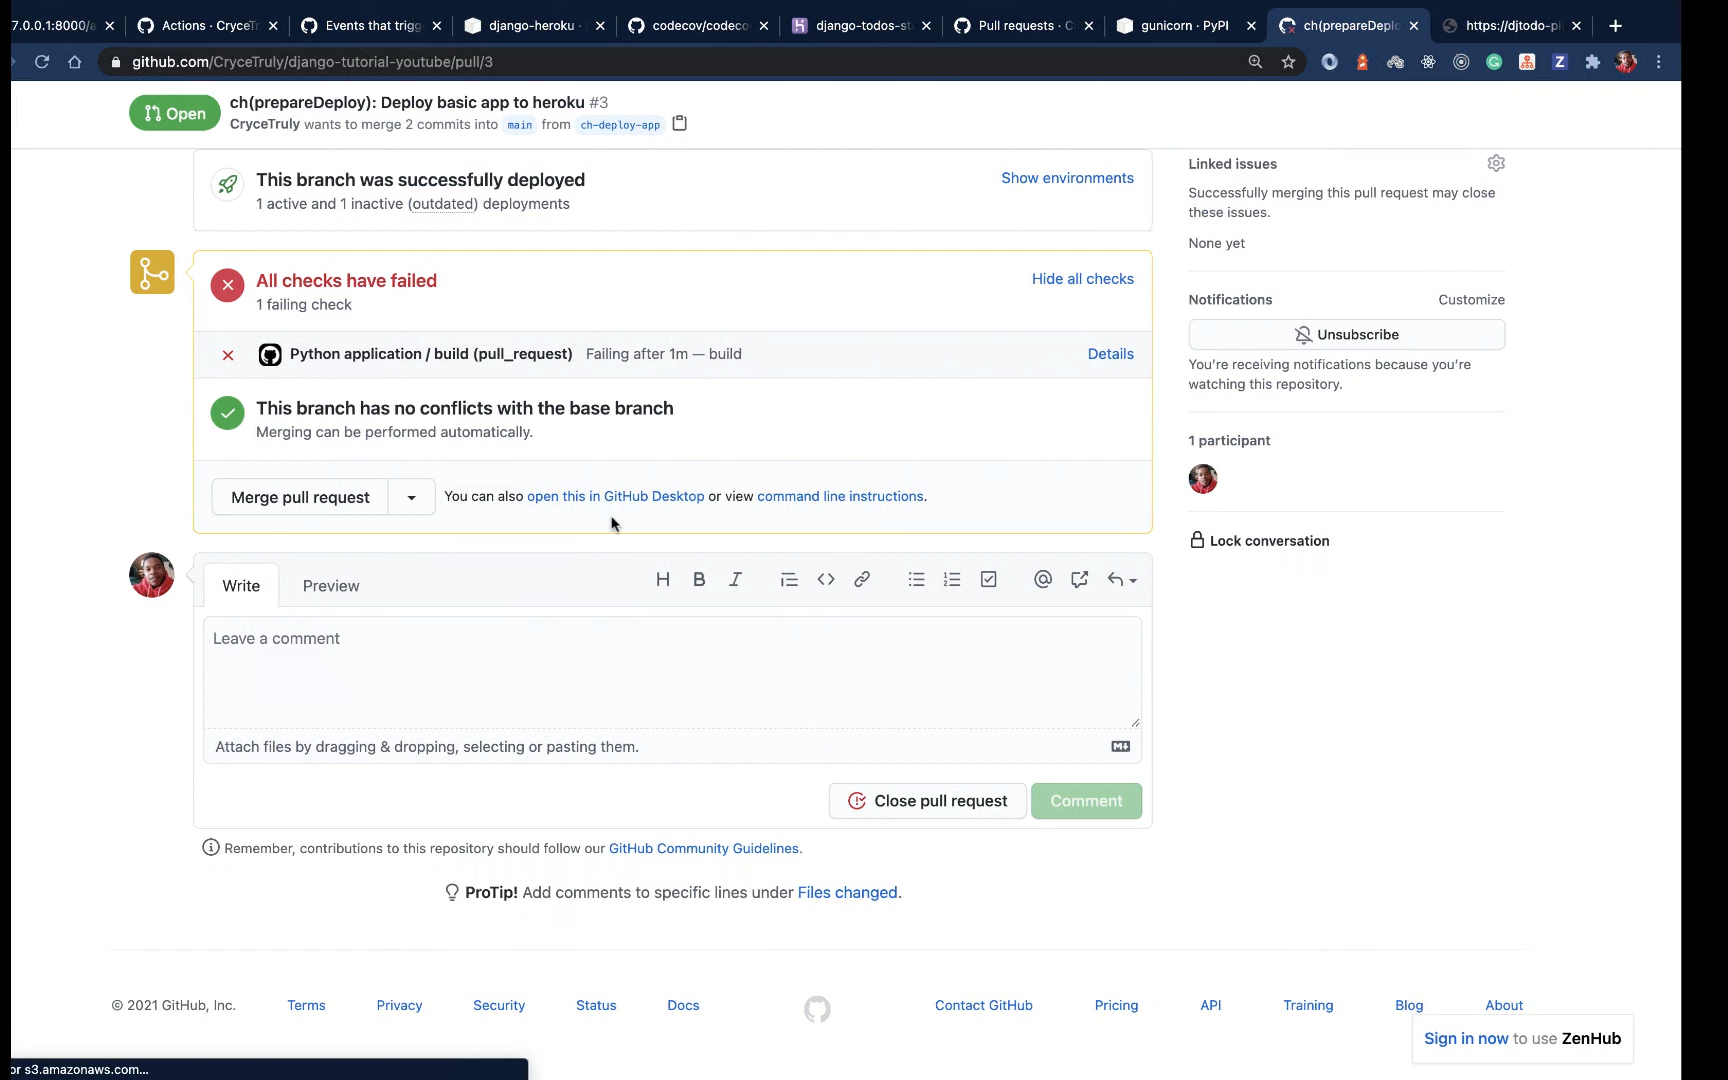 7.0.0.1:8000/a
Actions · CryceT
Events that trigg
django-heroku ·
codecov/codeco
django-todos-st
Pull requests · C
gunicorn · PyPI
ch(prepareDeplo
https://djtodo-pi
github.com/CryceTruly/django-tutorial-youtube/pull/3
Open
ch(prepareDeploy): Deploy basic app to heroku #3
CryceTruly wants to merge 2 commits into main from ch-deploy-app
This branch was successfully deployed
Show environments
1 active and 1 inactive (outdated) deployments
All checks have failed
Hide all checks
1 failing check
Python application / build (pull_request) Failing after 1m — build
Details
This branch has no conflicts with the base branch
Merging can be performed automatically.
Merge pull request
You can also open this in GitHub Desktop or view command line instructions.
Write
Preview
Leave a comment
Attach files by dragging & dropping, selecting or pasting them.
Close pull request
Comment
Remember, contributions to this repository should follow our GitHub Community Guidelines.
ProTip! Add comments to specific lines under Files changed.
Linked issues
Successfully merging this pull request may close
these issues.
None yet
Notifications
Customize
Unsubscribe
You're receiving notifications because you're
watching this repository.
1 participant
Lock conversation
© 2021 GitHub, Inc.
Terms
Privacy
Security
Status
Docs
Contact GitHub
Pricing
API
Training
Blog
About
Sign in now to use ZenHub
or s3.amazonaws.com...